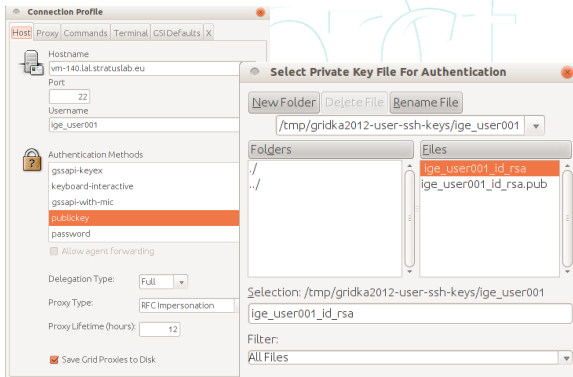 Connection Profile
Host Proxy Commands Terminal GSI Defaults X
Hostname
vm-140.lal.stratuslab.eu
Port
22
Username
ige_user001
Authentication Methods
gssapi-keyex
keyboard-interactive
gssapi-with-mic
publickey
password
Allow agent forwarding
Delegation Type: Full
Proxy Type: RFC Impersonation
Proxy Lifetime (hours): 12
Save Grid Proxies to Disk
Select Private Key File For Authentication
New Folder Delete File Rename File
/tmp/gridka2012-user-ssh-keys/ige_user001
Folders Files
./ ige_user001_id_rsa
../ ige_user001_id_rsa.pub
Selection: /tmp/gridka2012-user-ssh-keys/ige_user001
ige_user001_id_rsa
Filter:
All Files